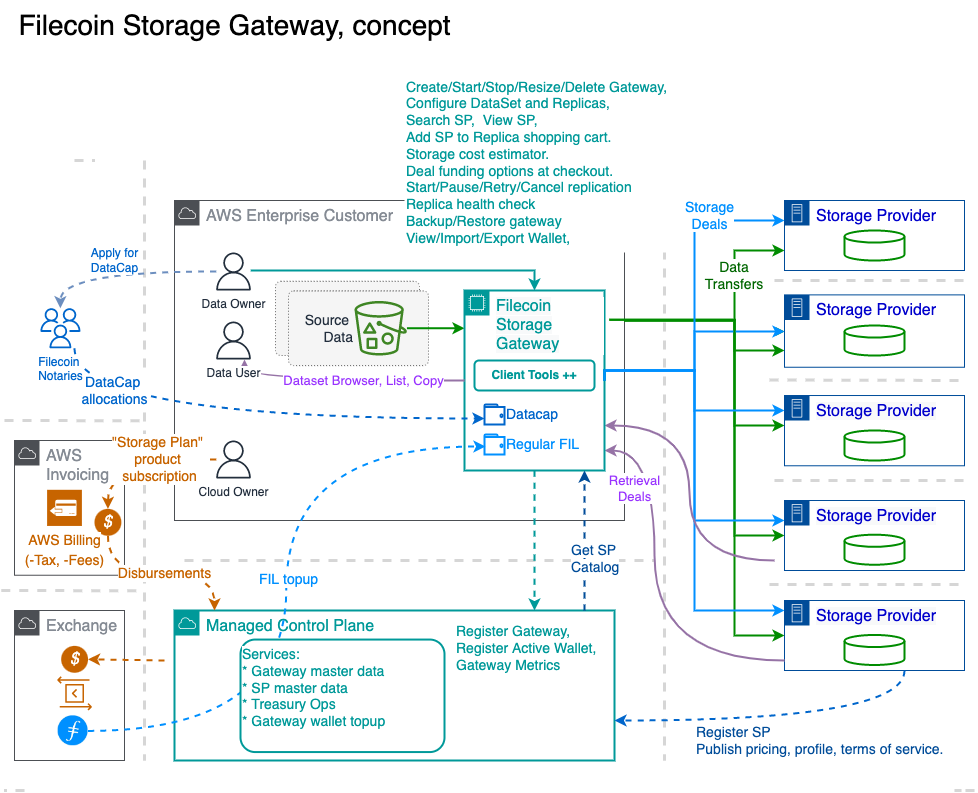 Filecoin Storage Gateway, concept
Create/Start/Stop/Resize/Delete Gateway,
Configure DataSet and Replicas,
Search SP,  View SP,
Add SP to Replica shopping cart.
Storage cost estimator.
Deal funding options at checkout.
Start/Pause/Retry/Cancel replication
Replica health check
Backup/Restore gateway
View/Import/Export Wallet,
AWS Enterprise Customer
Apply for
DataCap
Data Owner
Source
Data
Data User
Dataset Browser, List, Copy
Filecoin
Storage
Gateway
Client Tools ++
Datacap
Regular FIL
Filecoin
Notaries
DataCap
allocations
Storage
Deals
Data
Transfers
Storage Provider
Storage Provider
Storage Provider
Storage Provider
Storage Provider
AWS
Invoicing
"Storage Plan"
product
subscription
Cloud Owner
$
AWS Billing
(-Tax, -Fees)
Disbursements
FIL topup
Retrieval
Deals
Get SP
Catalog
Exchange
$
Managed Control Plane
Services:
* Gateway master data
* SP master data
* Treasury Ops
* Gateway wallet topup
Register Gateway,
Register Active Wallet,
Gateway Metrics
Register SP
Publish pricing, profile, terms of service.